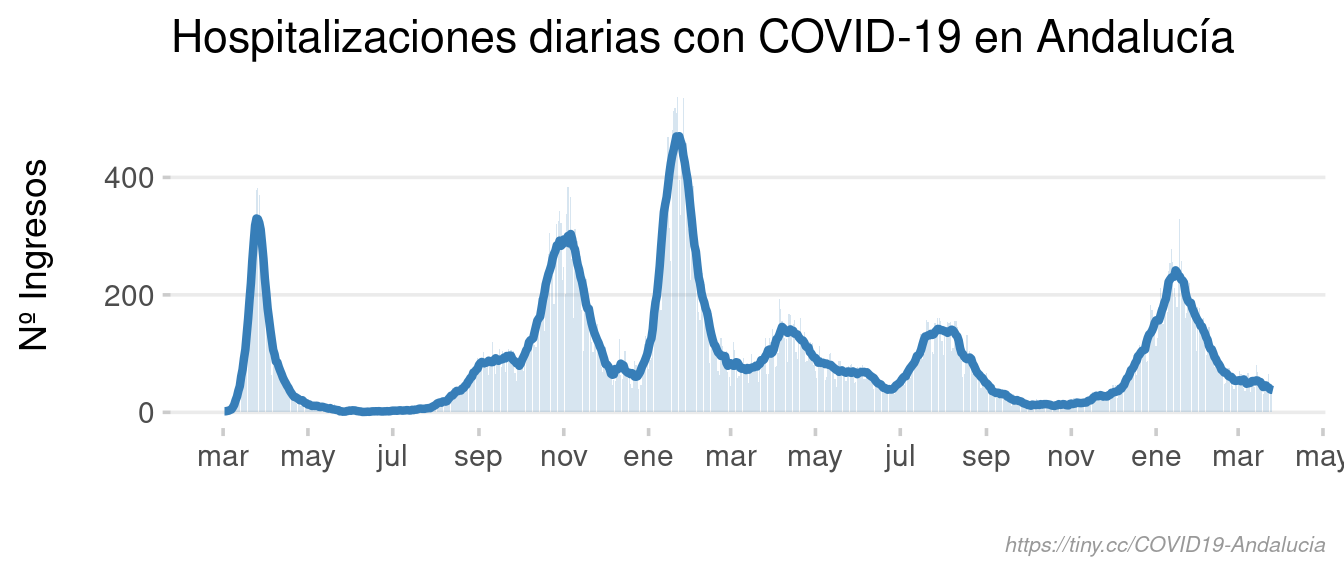 Hospitalizaciones diarias con COVID-19 en Andalucía
Nº Ingresos
400
200
0
mar may jul sep nov ene mar may jul sep nov ene mar may
https://tiny.cc/COVID19-Andalucia